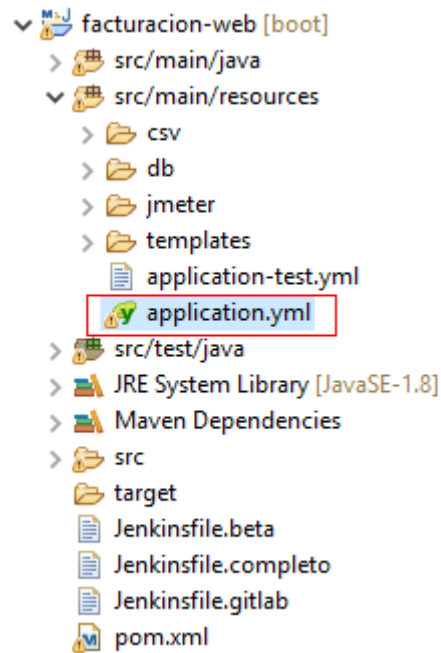 facturacion-web [boot]
src/main/java
src/main/resources
csv
db
jmeter
templates
application-test.yml
application.yml
src/test/java
JRE System Library [JavaSE-1.8]
Maven Dependencies
src
target
Jenkinsfile.beta
Jenkinsfile.completo
Jenkinsfile.gitlab
pom.xml